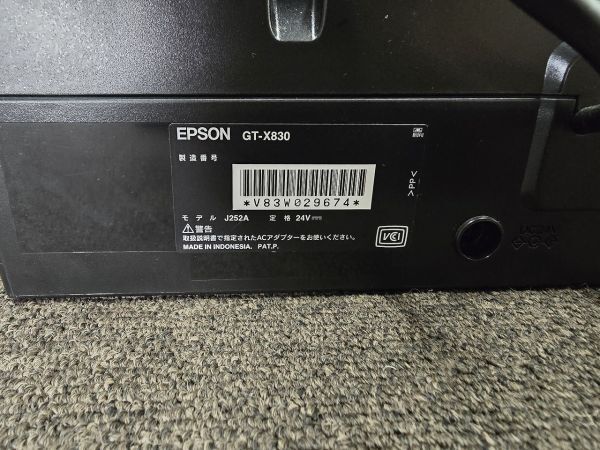 EPSON GT-X830
製造番号
*V83W029674*
モデル J252A 定格 24V⎓
⚠警告
取扱説明書で指定されたACアダプターをお使いください。
MADE IN INDONESIA. PAT.P.
VCI
>PP<